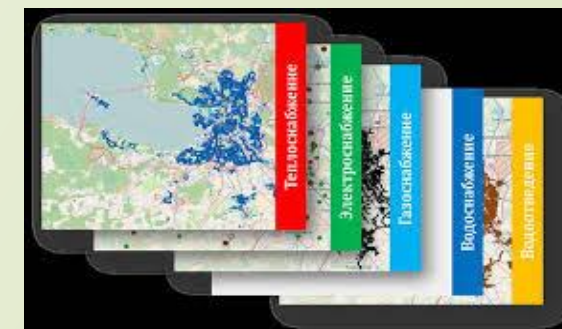 Теплоснабжение
Электроснабжение
Газоснабжение
Водоснабжение
Водоотведение